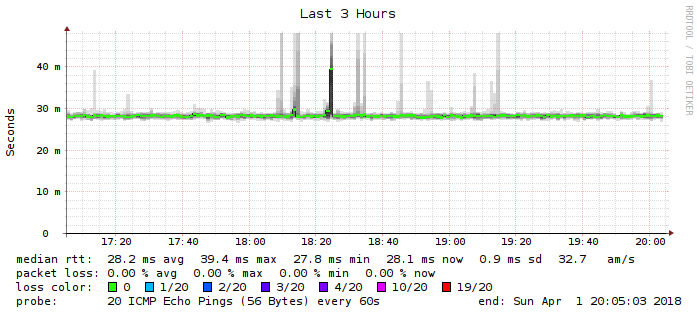 Last 3 Hours
RRDTOOL / TOBI OETIKER
Seconds
40 m
30 m
20 m
10 m
0
17:20 17:40 18:00 18:20 18:40 19:00 19:20 19:40 20:00
median rtt: 28.2 ms avg 39.4 ms max 27.8 ms min 28.1 ms now 0.9 ms sd 32.7 am/s
packet loss: 0.00 % avg 0.00 % max 0.00 % min 0.00 % now
loss color: 0 1/20 2/20 3/20 4/20 10/20 19/20
probe: 20 ICMP Echo Pings (56 Bytes) every 60s end: Sun Apr 1 20:05:03 2018